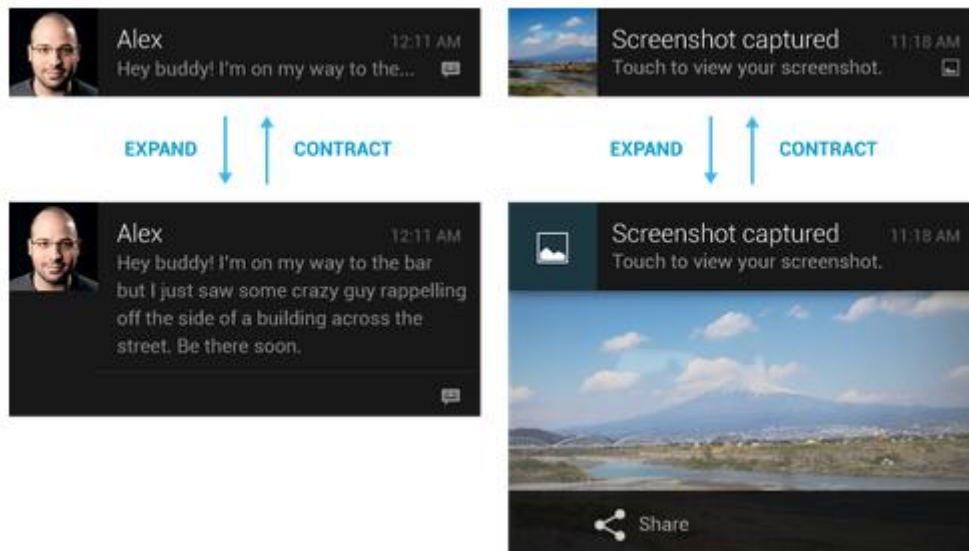 Alex 12:11 AM
Hey buddy! I'm on my way to the...
EXPAND CONTRACT
Alex 12:11 AM
Hey buddy! I'm on my way to the bar
but I just saw some crazy guy rappelling
off the side of a building across the
street. Be there soon.
Screenshot captured 11:18 AM
Touch to view your screenshot.
EXPAND CONTRACT
Screenshot captured 11:18 AM
Touch to view your screenshot.
Share